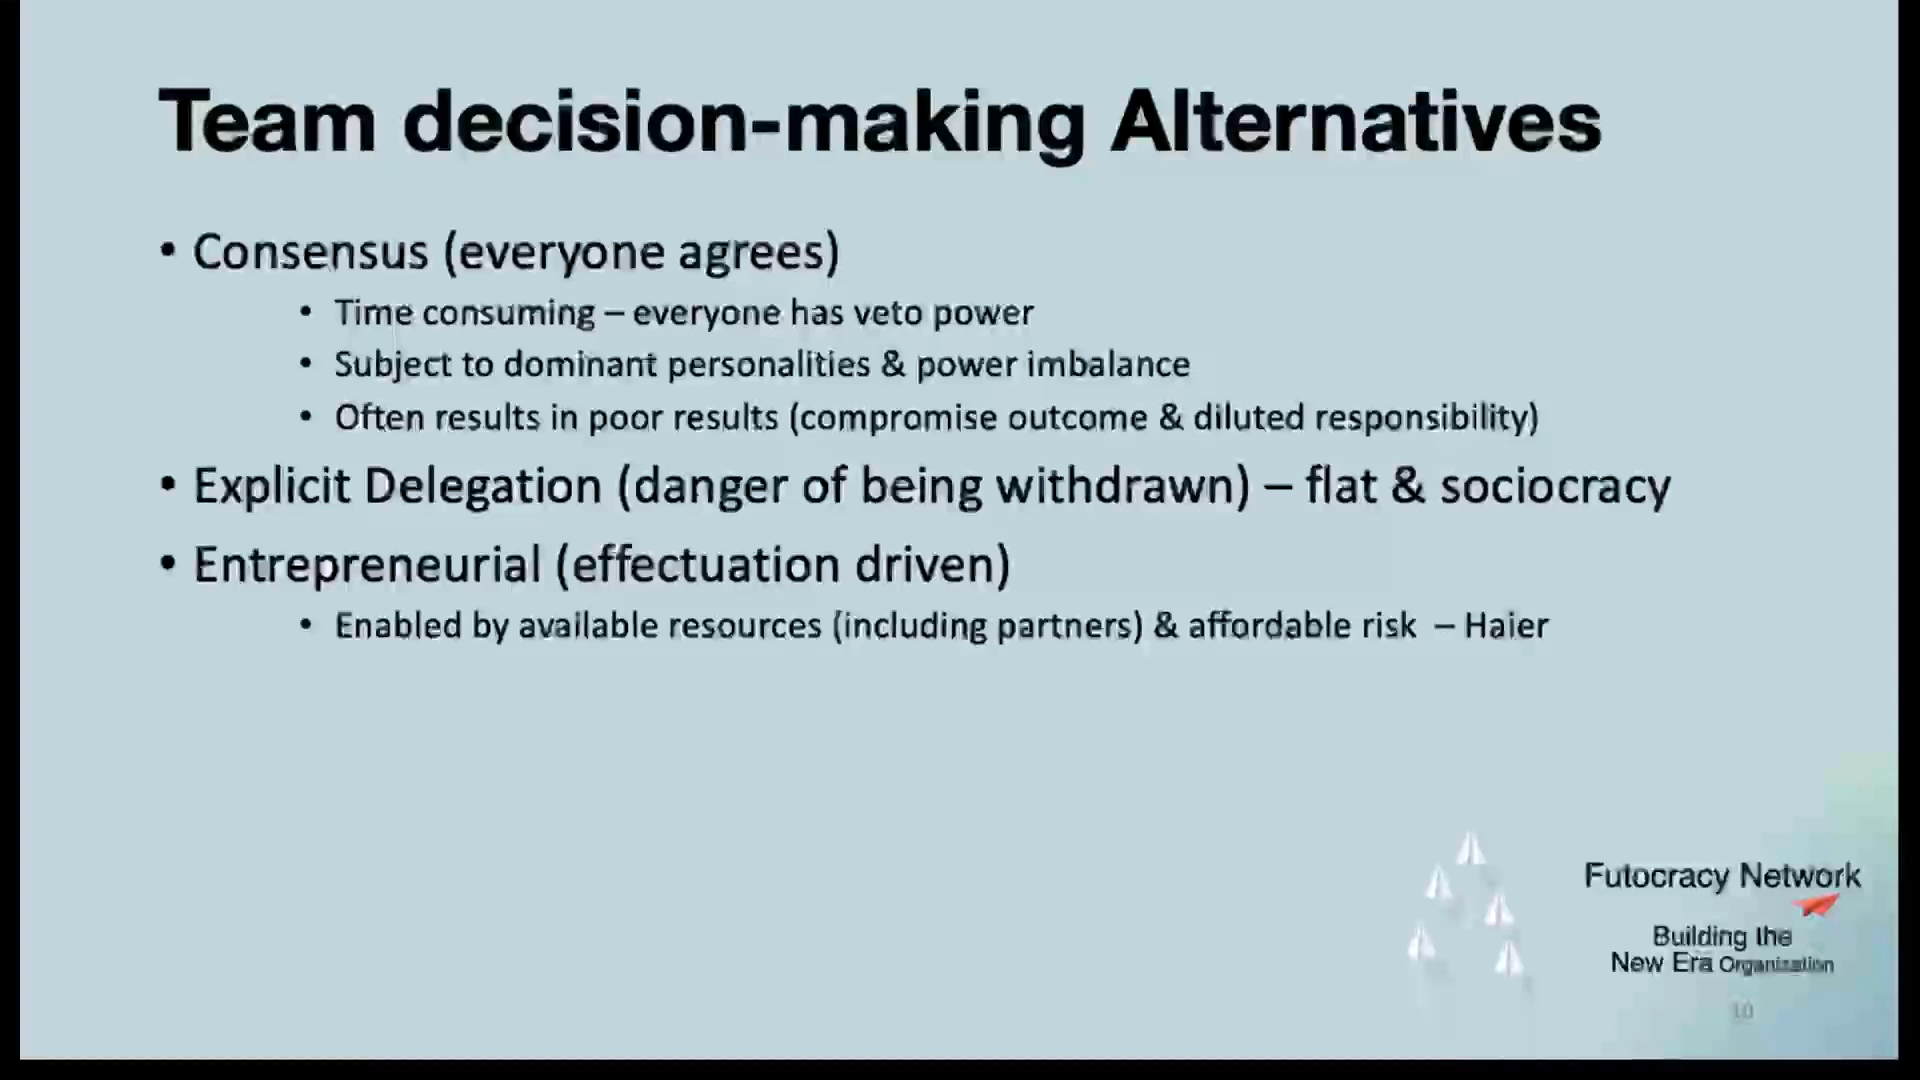 Team decision-making Alternatives
• Consensus (everyone agrees)
• Time consuming – everyone has veto power
• Subject to dominant personalities & power imbalance
• Often results in poor results (compromise outcome & diluted responsibility)
• Explicit Delegation (danger of being withdrawn) – flat & sociocracy
• Entrepreneurial (effectuation driven)
• Enabled by available resources (including partners) & affordable risk – Haier
Futocracy Network
Building the
New Era Organization
10